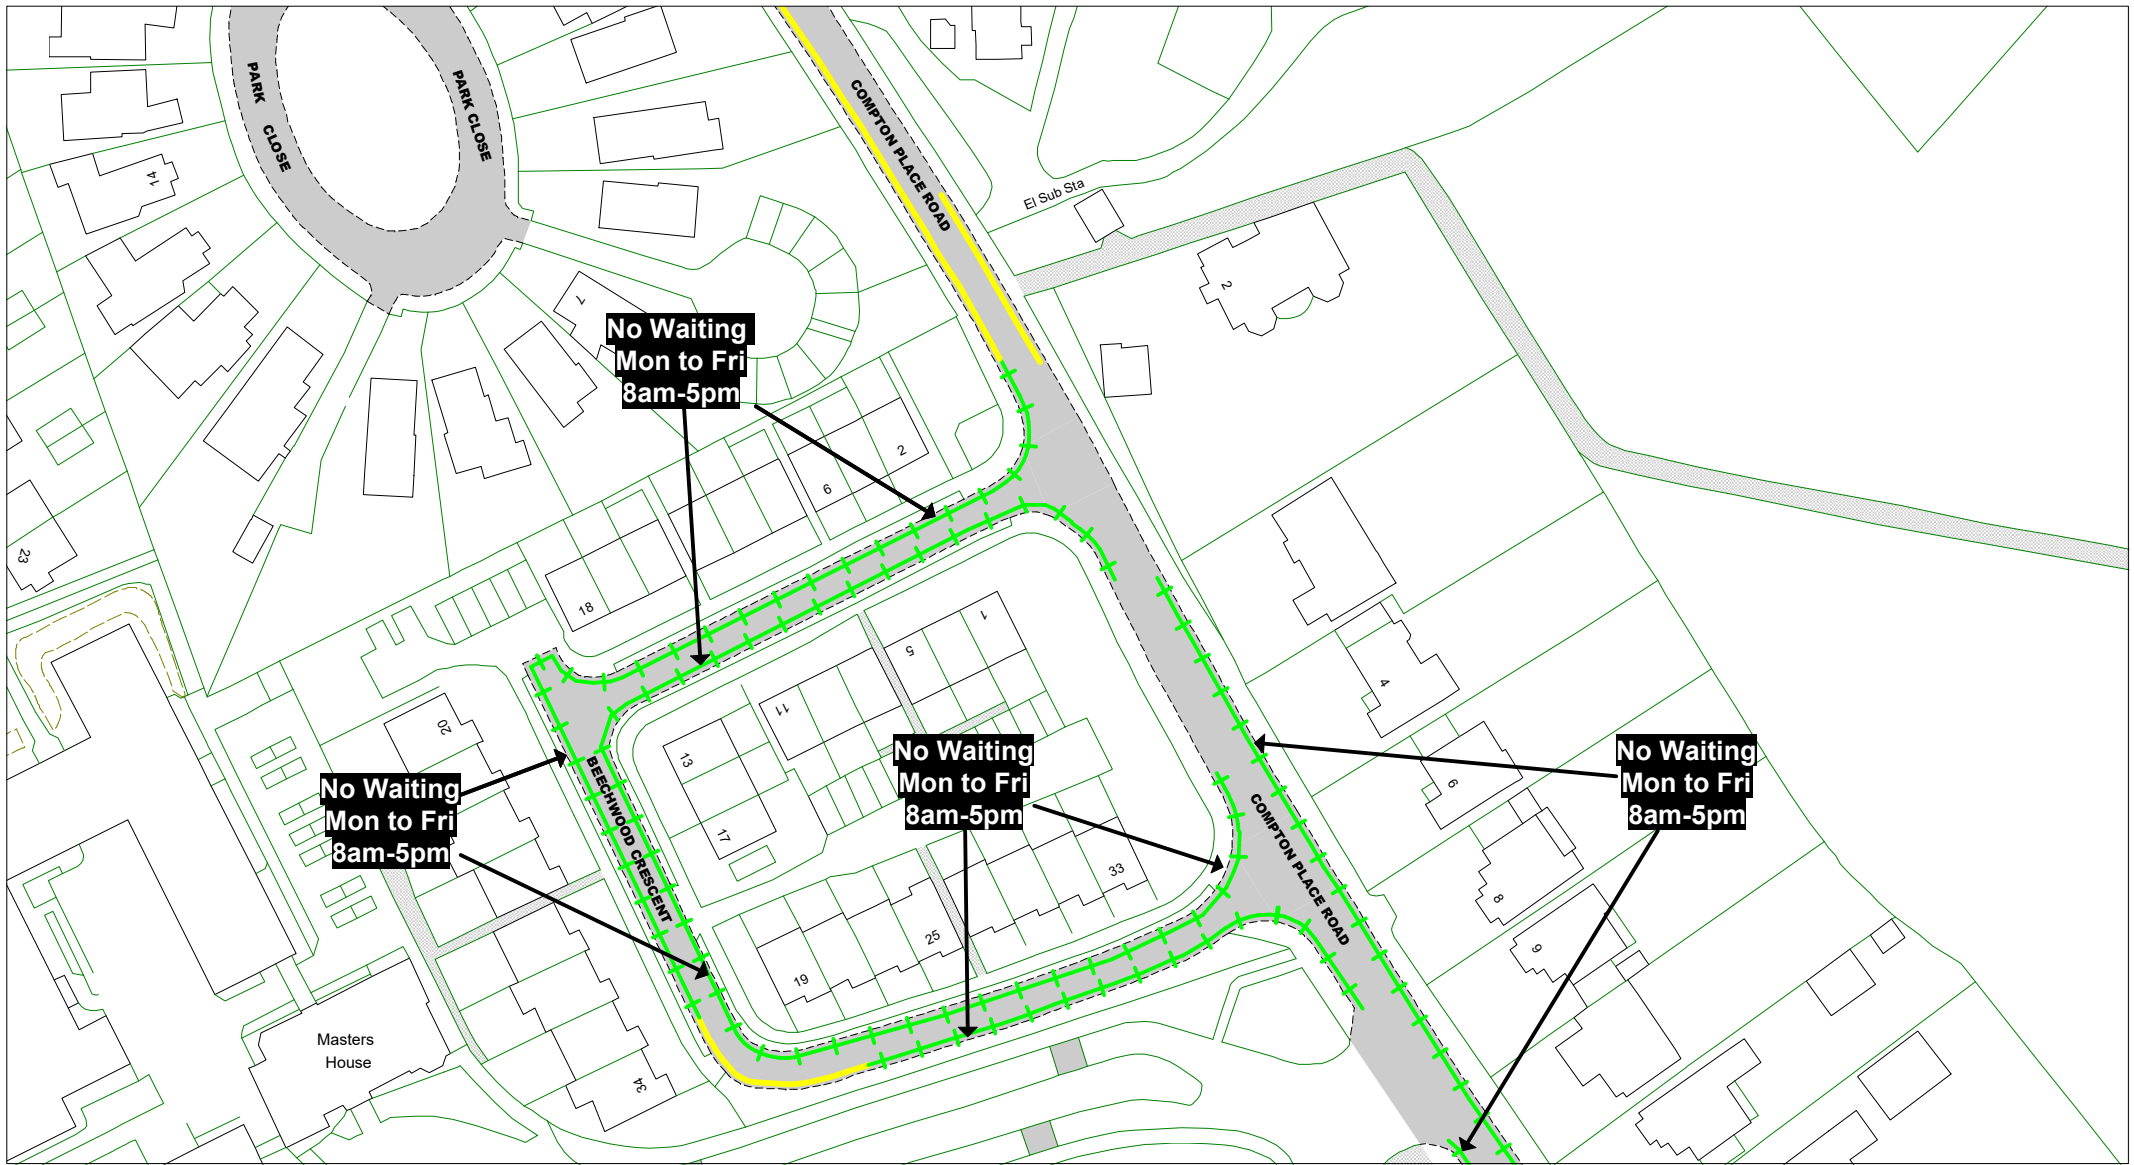 PARK CLOSE
PARK CLOSE
COMPTON PLACE ROAD
El Sub Sta
14
2
7
No Waiting
Mon to Fri
8am-5pm
2
6
23
18
1
5
4
11
20
13
17
6
No Waiting
Mon to Fri
8am-5pm
No Waiting
Mon to Fri
8am-5pm
No Waiting
Mon to Fri
8am-5pm
BEECHWOOD CRESCENT
COMPTON PLACE ROAD
33
8
25
9
19
Masters
House
34